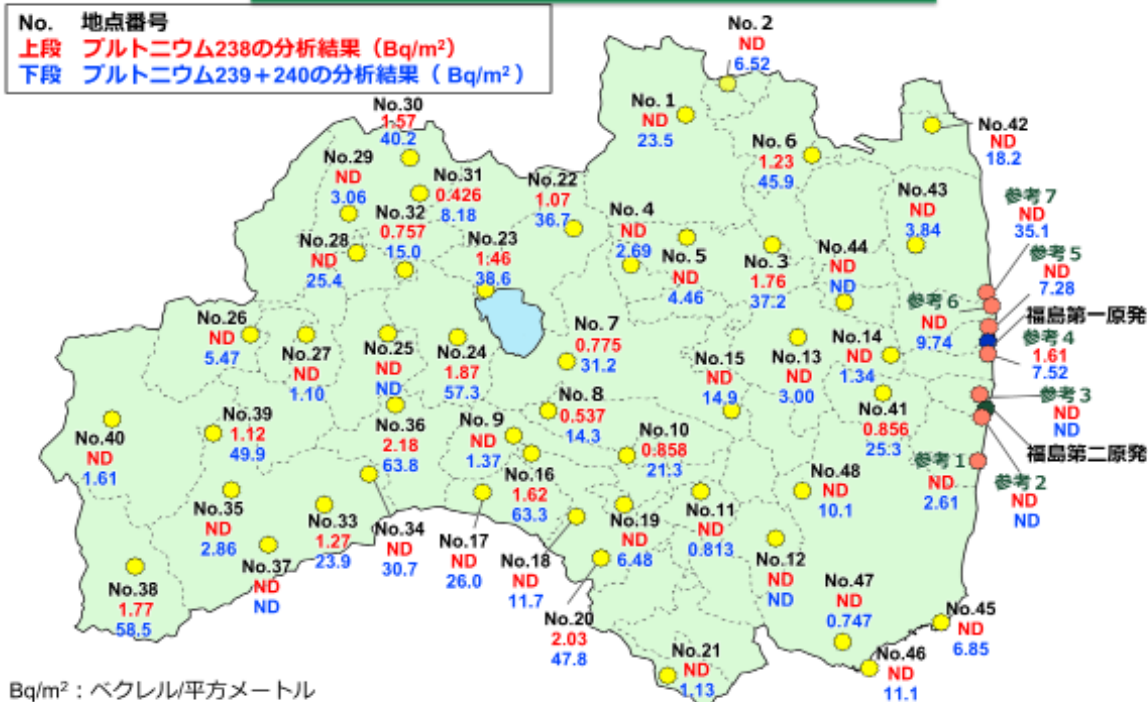 No. 地点番号
上段 プルトニウム238の分析結果（Bq/m²）
下段 プルトニウム239＋240の分析結果（ Bq/m² ）
No. 2
ND
6.52
No. 1
ND
23.5
No.30
1.57
40.2
No.42
ND
18.2
No. 6
1.23
45.9
No.29
ND
3.06
No.31
0.426
8.18
No.22
1.07
36.7
No.43
ND
3.84
参考7
ND
35.1
No.32
0.757
15.0
No. 4
ND
2.69
No.23
1.46
38.6
No.28
ND
25.4
No. 5
ND
4.46
No. 3
1.76
37.2
No.44
ND
ND
参考5
ND
7.28
参考6
ND
9.74
福島第一原発
No.26
ND
5.47
No.27
ND
1.10
No.25
ND
ND
No.24
1.87
57.3
No. 7
0.775
31.2
No.15
ND
14.9
No.13
ND
3.00
No.14
ND
1.34
参考4
1.61
7.52
参考3
ND
ND
No.40
ND
1.61
No.39
1.12
49.9
No.36
2.18
63.8
No. 9
ND
1.37
No. 8
0.537
14.3
No.10
0.858
21.3
No.41
0.856
25.3
福島第二原発
参考1
ND
2.61
参考2
ND
ND
No.16
1.62
63.3
No.48
ND
10.1
No.35
ND
2.86
No.33
1.27
23.9
No.34
ND
30.7
No.17
ND
26.0
No.18
ND
11.7
No.19
ND
6.48
No.11
ND
0.813
No.12
ND
ND
No.37
ND
ND
No.38
1.77
58.5
No.20
2.03
47.8
No.21
ND
1.13
No.47
ND
0.747
No.45
ND
6.85
No.46
ND
11.1
Bq/m²：ベクレル/平方メートル